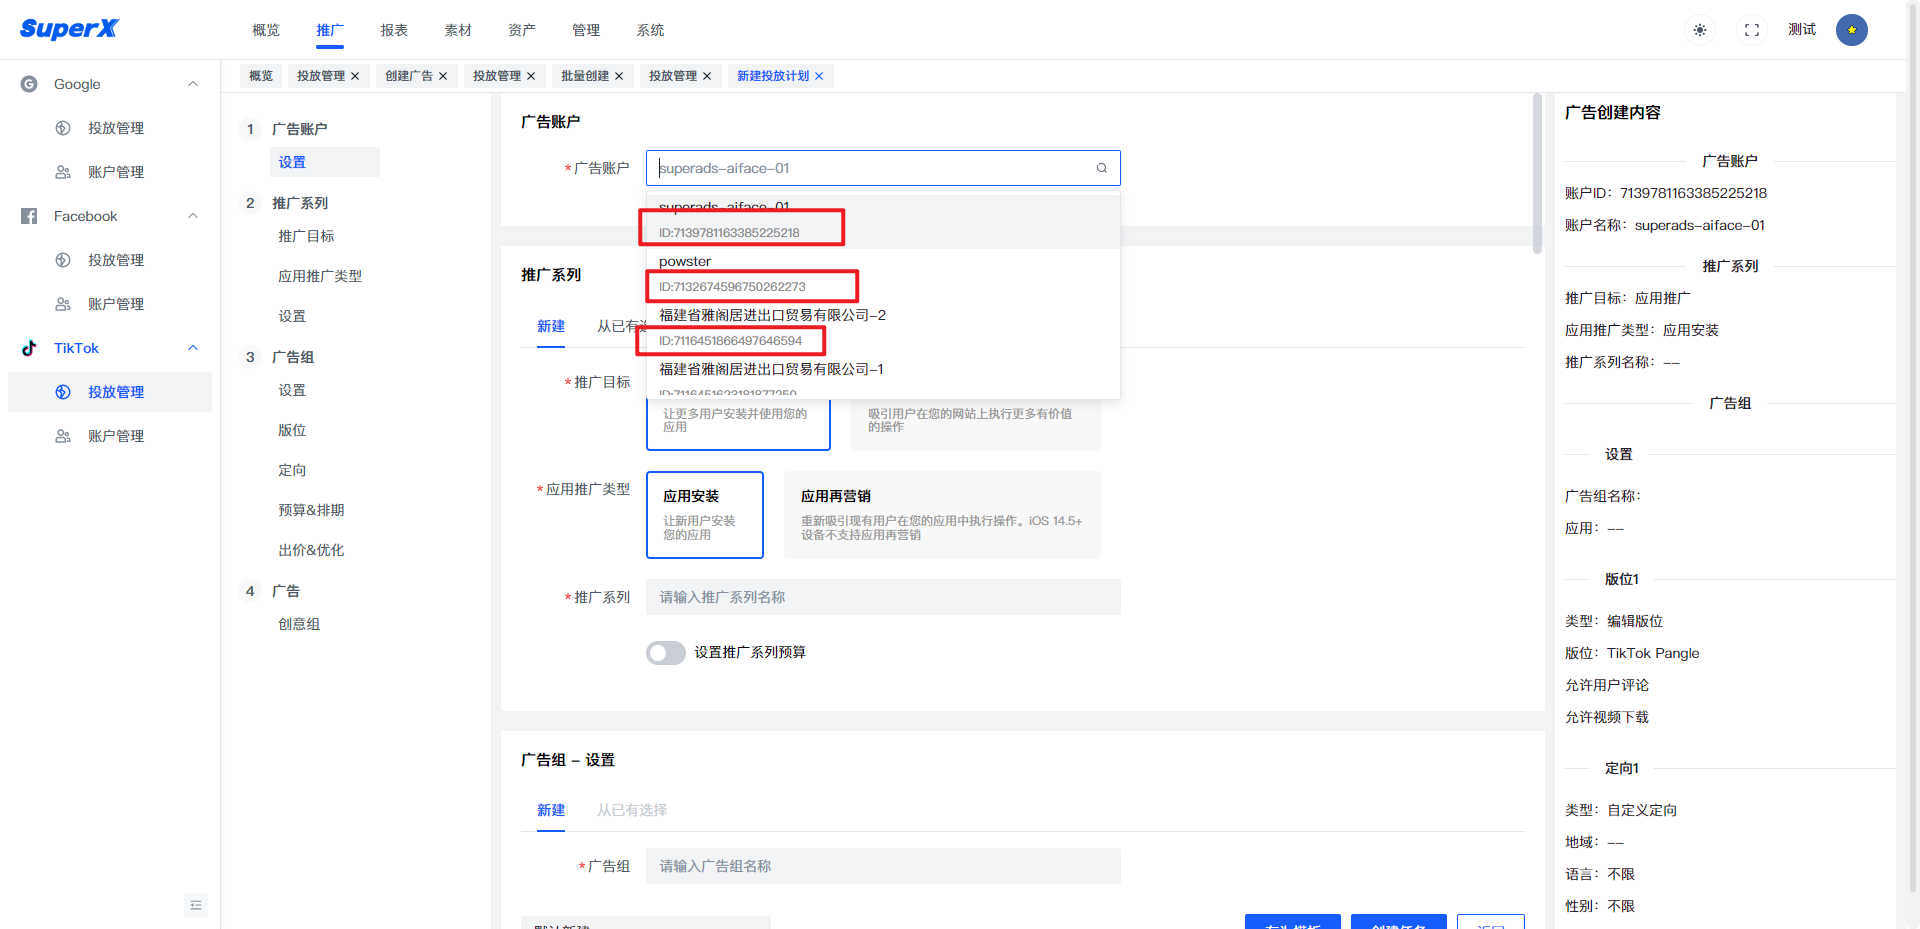 SuperX
概览
推广
报表
素材
资产
管理
系统
测试
概览
投放管理
创建广告
投放管理
批量创建
投放管理
新建投放计划
Google
投放管理
账户管理
Facebook
投放管理
账户管理
TikTok
投放管理
账户管理
1 广告账户
设置
2 推广系列
推广目标
应用推广类型
设置
3 广告组
设置
版位
定向
预算&排期
出价&优化
4 广告
创意组
广告账户
*广告账户
superads-aiface-01
superads-aiface-01
ID:7139781163385225218
powster
ID:7132674596750262273
福建省雅阁居进出口贸易有限公司-2
ID:7116451866497646594
福建省雅阁居进出口贸易有限公司-1
ID:7116451623181877250
推广系列
新建
从已有
*推广目标
让更多用户安装并使用您的
应用
吸引用户在您的网站上执行更多有价值
的操作
*应用推广类型
应用安装
让新用户安装
您的应用
应用再营销
重新吸引现有用户在您的应用中执行操作。iOS 14.5+
设备不支持应用再营销
*推广系列
请输入推广系列名称
设置推广系列预算
广告组 - 设置
新建
从已有选择
*广告组
请输入广告组名称
默认新建
存为模板
创建任务
返回
广告创建内容
广告账户
账户ID：7139781163385225218
账户名称：superads-aiface-01
推广系列
推广目标：应用推广
应用推广类型：应用安装
推广系列名称：--
广告组
设置
广告组名称：
应用：--
版位1
类型：编辑版位
版位：TikTok Pangle
允许用户评论
允许视频下载
定向1
类型：自定义定向
地域：--
语言：不限
性别：不限